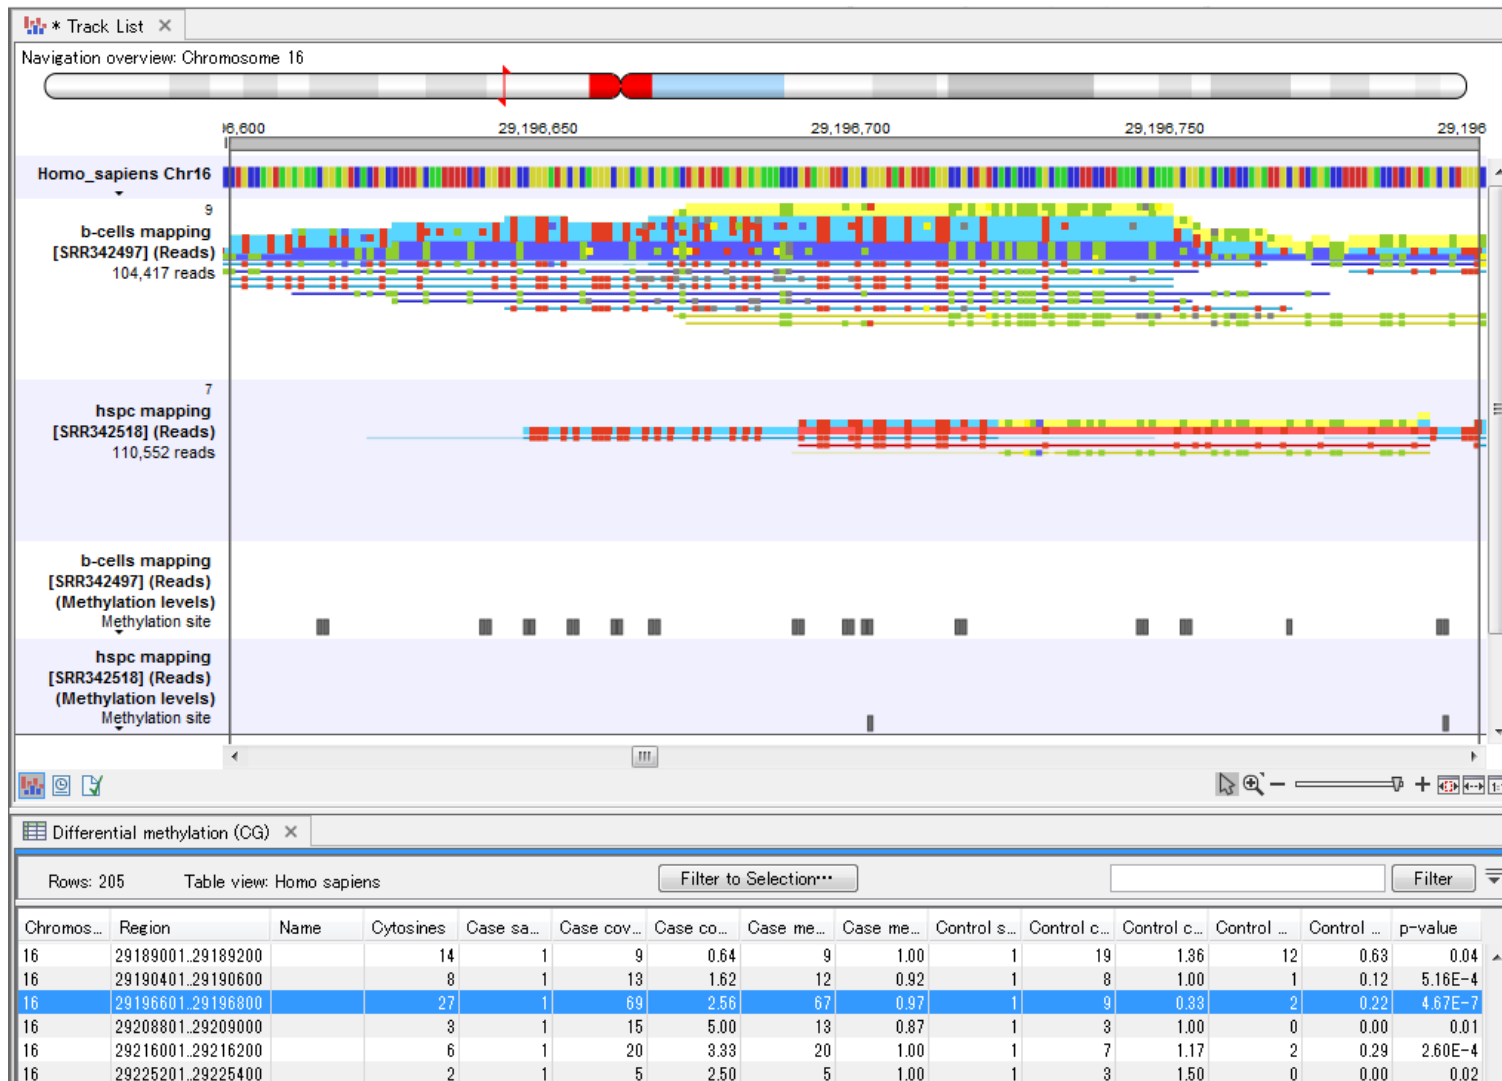 * Track List ×
Navigation overview: Chromosome 16
29,196,650 29,196,700 29,196,750
Homo_sapiens Chr16
9
b-cells mapping
[SRR342497] (Reads)
104,417 reads
7
hspc mapping
[SRR342518] (Reads)
110,552 reads
b-cells mapping
[SRR342497] (Reads)
(Methylation levels)
Methylation site
hspc mapping
[SRR342518] (Reads)
(Methylation levels)
Methylation site
Differential methylation (CG) ×
Rows: 205 Table view: Homo sapiens Filter to Selection… Filter
Chromos... Region Name Cytosines Case sa... Case cov... Case co... Case me... Case me... Control s... Control c... Control c... Control ... Control ... p-value
16 29189001..29189200 14 1 9 0.64 9 1.00 1 19 1.36 12 0.63 0.04
16 29190401..29190600 8 1 13 1.62 12 0.92 1 8 1.00 1 0.12 5.16E-4
16 29196601..29196800 27 1 69 2.56 67 0.97 1 9 0.33 2 0.22 4.67E-7
16 29208801..29209000 3 1 15 5.00 13 0.87 1 3 1.00 0 0.00 0.01
16 29216001..29216200 6 1 20 3.33 20 1.00 1 7 1.17 2 0.29 2.60E-4
16 29225201..29225400 2 1 5 2.50 5 1.00 1 3 1.50 0 0.00 0.02